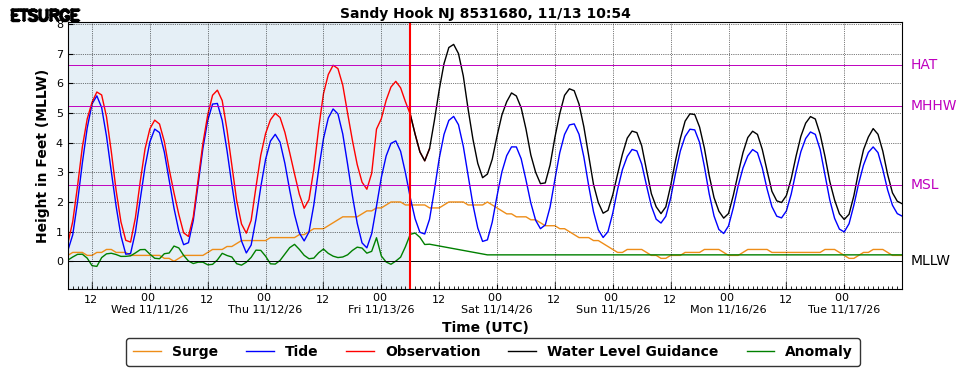 ETSURGE
Sandy Hook NJ 8531680, 11/13 10:54
Height in Feet (MLLW)
8
7
6
5
4
3
2
1
0
HAT
MHHW
MSL
MLLW
12 00 12 00 12 00 12 00 12 00 12 00 12 00
Wed 11/11/26 Thu 11/12/26 Fri 11/13/26 Sat 11/14/26 Sun 11/15/26 Mon 11/16/26 Tue 11/17/26
Time (UTC)
Surge Tide Observation Water Level Guidance Anomaly